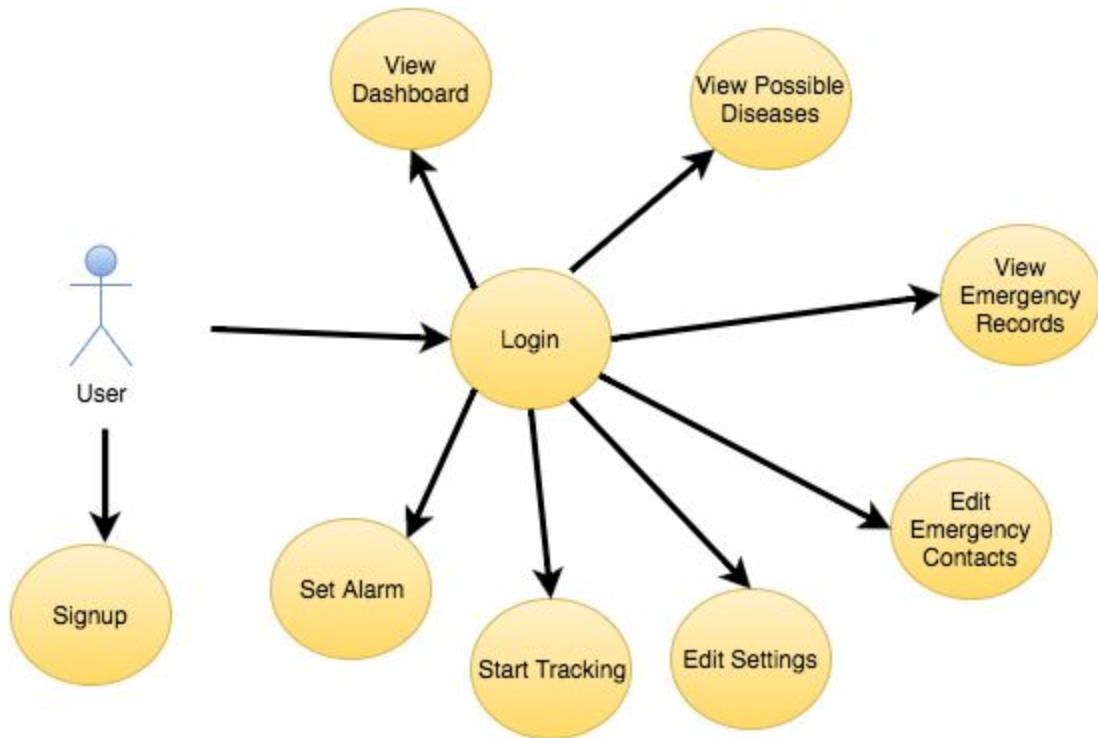 View
Dashboard
View Possible
Diseases
View
Emergency
Records
Login
User
Edit
Emergency
Contacts
Set Alarm
Signup
Start Tracking
Edit Settings